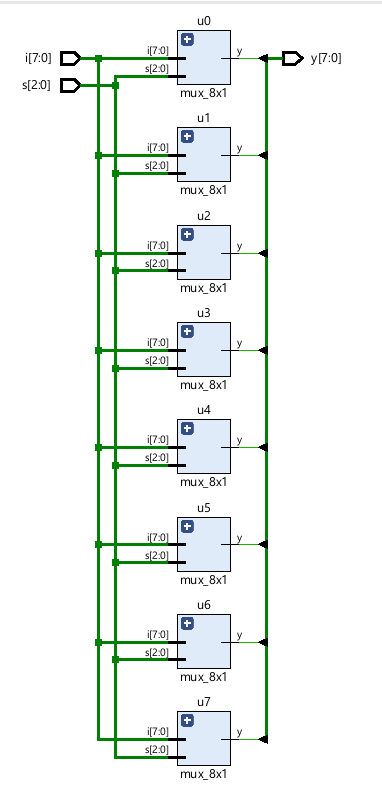 u0
i[7:0] i[7:0] y y[7:0]
s[2:0] s[2:0]
mux_8x1
u1
i[7:0] y
s[2:0]
mux_8x1
u2
i[7:0] y
s[2:0]
mux_8x1
u3
i[7:0] y
s[2:0]
mux_8x1
u4
i[7:0] y
s[2:0]
mux_8x1
u5
i[7:0] y
s[2:0]
mux_8x1
u6
i[7:0] y
s[2:0]
mux_8x1
u7
i[7:0] y
s[2:0]
mux_8x1